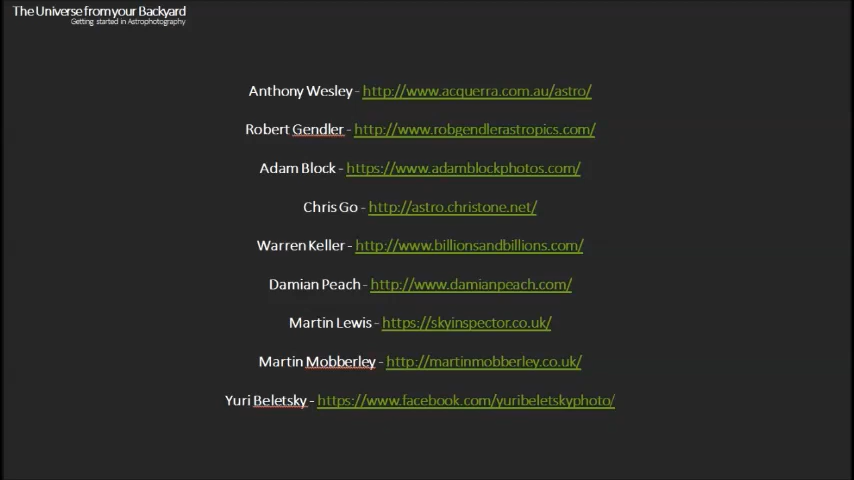 The Universe from your Backyard
Getting started in Astrophotography
Anthony Wesley - http://www.acquerra.com.au/astro/
Robert Gendler - http://www.robgendlerastropics.com/
Adam Block - https://www.adamblockphotos.com/
Chris Go - http://astro.christone.net/
Warren Keller - http://www.billionsandbillions.com/
Damian Peach - http://www.damianpeach.com/
Martin Lewis - https://skyinspector.co.uk/
Martin Mobberley - http://martinmobberley.co.uk/
Yuri Beletsky - https://www.facebook.com/yuribeletskyphoto/